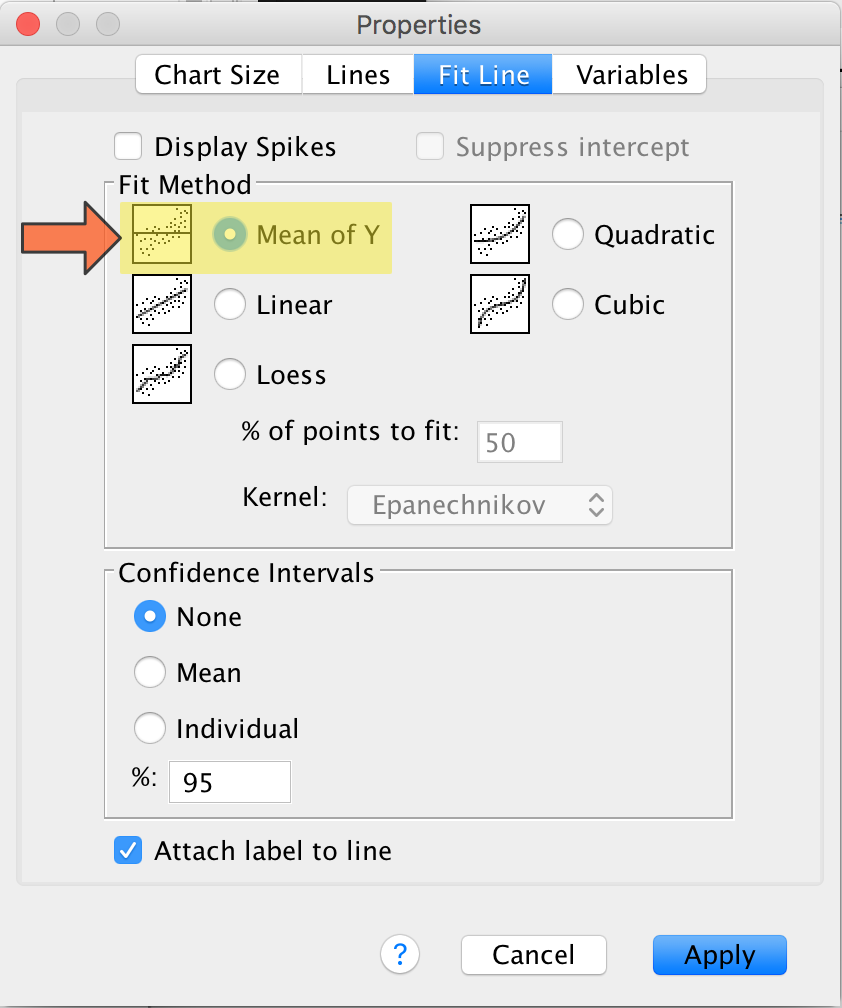 Properties
Chart Size Lines Fit Line Variables
Display Spikes Suppress intercept
Fit Method
Mean of Y Quadratic
Linear Cubic
Loess
% of points to fit: 50
Kernel: Epanechnikov
Confidence Intervals
None
Mean
Individual
%: 95
Attach label to line
? Cancel Apply